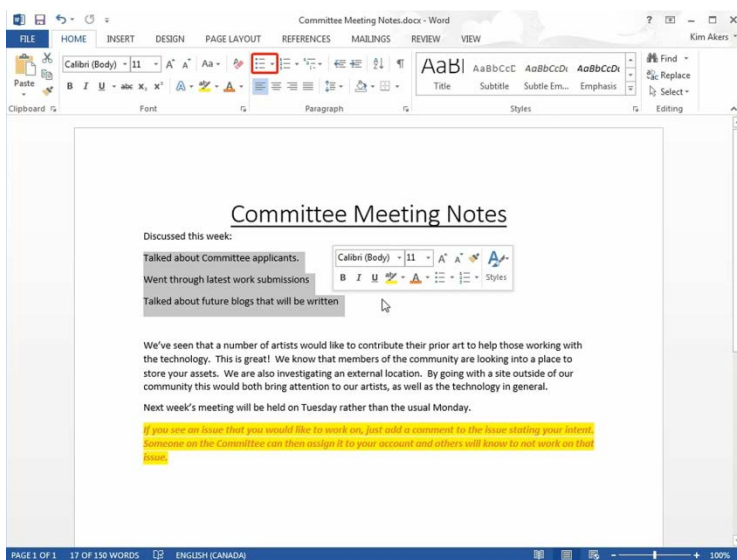 Committee Meeting Notes.docx - Word
?
FILE HOME INSERT DESIGN PAGE LAYOUT REFERENCES MAILINGS REVIEW VIEW Kim Akers
Paste
Calibri (Body) 11 A A Aa
B I U abc X₂ X² A A
AaBl AaBbCcD AaBbCcDc AaBbCcDc
Title Subtitle Subtle Em... Emphasis
Find
Replace
Select
Clipboard Font Paragraph Styles Editing
Committee Meeting Notes
Discussed this week:
Talked about Committee applicants.
Went through latest work submissions
Talked about future blogs that will be written
Calibri (Body) 11 A A
B I U Styles
We've seen that a number of artists would like to contribute their prior art to help those working with
the technology. This is great! We know that members of the community are looking into a place to
store your assets. We are also investigating an external location. By going with a site outside of our
community this would both bring attention to our artists, as well as the technology in general.
Next week's meeting will be held on Tuesday rather than the usual Monday.
If you see an issue that you would like to work on, just add a comment to the issue stating your intent.
Someone on the Committee can then assign it to your account and others will know to not work on that
issue.
PAGE 1 OF 1 17 OF 150 WORDS ENGLISH (CANADA) 100%